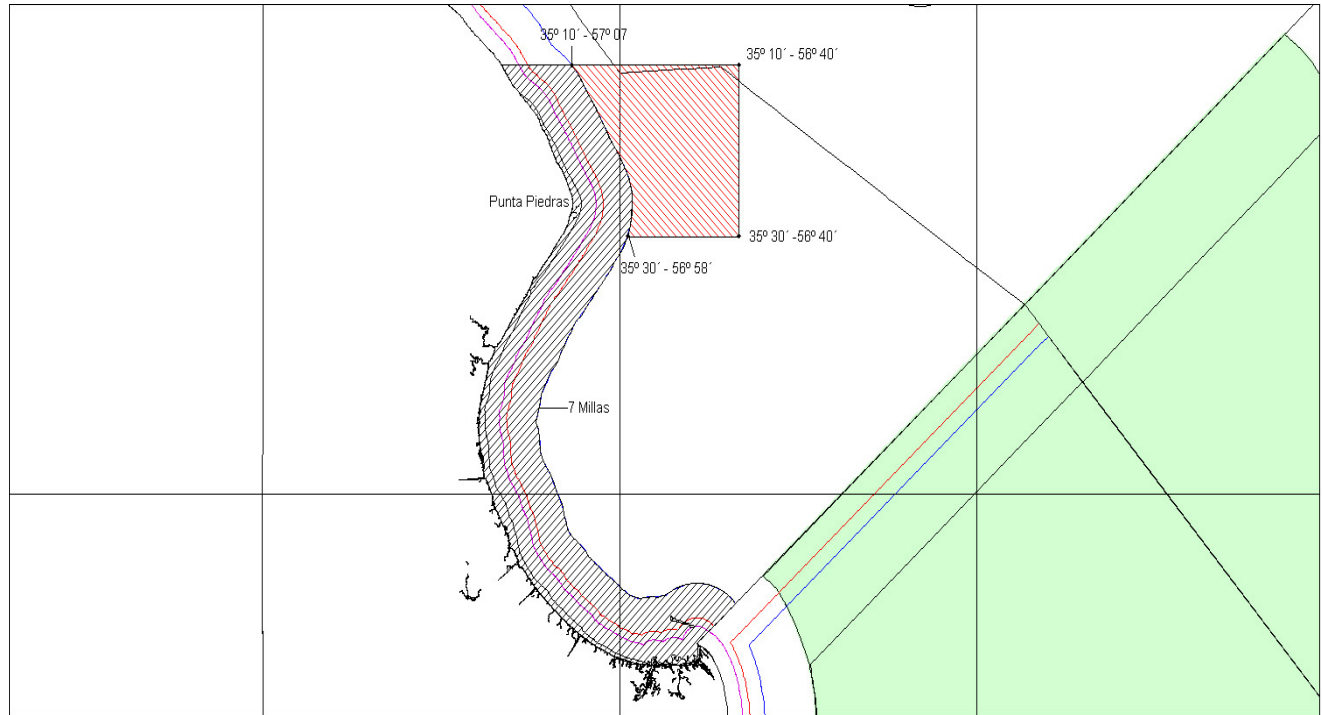 35º 10´ - 57º 07
35º 10´ - 56º 40´
Punta Piedras
35º 30´ -56º 40´
35º 30´ - 56º 58´
7 Millas